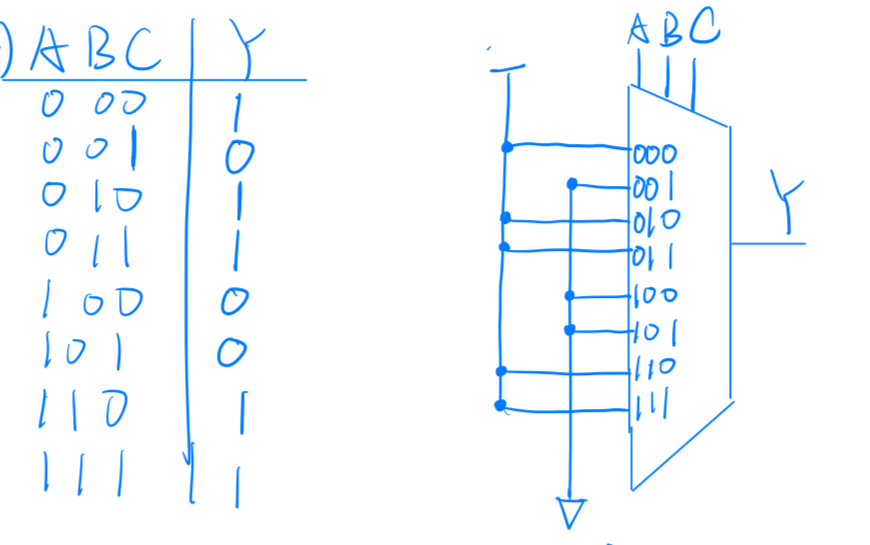 ) A B C Y
0 0 0 1
0 0 1 0
0 1 0 1
0 1 1 1
1 0 0 0
1 0 1 0
1 1 0 1
1 1 1 1
A B C
000
001
010
011
100
101
110
111
Y